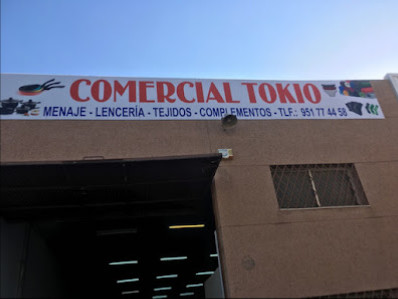 COMERCIAL TOKIO
MENAJE - LENCERÍA - TEJIDOS - COMPLEMENTOS - TLF.: 951 77 44 58